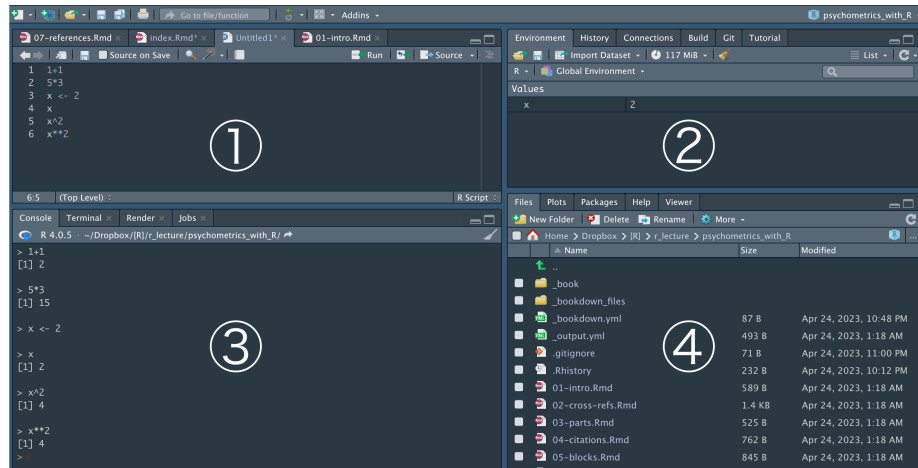 Go to file/function
Addins
psychometrics_with_R
07-references.Rmd
index.Rmd*
Untitled1*
01-intro.Rmd
Source on Save
Run
Source
1 1+1
2 5*3
3 x <- 2
4 x
5 x^2
6 x**2
①
6:5
(Top Level)
R Script
Environment
History
Connections
Build
Git
Tutorial
Import Dataset
117 MiB
List
R
Global Environment
Values
x 2
②
Console
Terminal
Render
Jobs
R 4.0.5 · ~/Dropbox/[R]/r_lecture/psychometrics_with_R/
> 1+1
[1] 2
> 5*3
[1] 15
> x <- 2
> x
[1] 2
> x^2
[1] 4
> x**2
[1] 4
>
③
Files
Plots
Packages
Help
Viewer
New Folder
Delete
Rename
More
Home
Dropbox
[R]
r_lecture
psychometrics_with_R
...
Name Size Modified
..
_book
_bookdown_files
_bookdown.yml 87 B Apr 24, 2023, 10:48 PM
_output.yml 493 B Apr 24, 2023, 1:18 AM
.gitignore 71 B Apr 24, 2023, 11:00 PM
.Rhistory 232 B Apr 24, 2023, 10:12 PM
01-intro.Rmd 589 B Apr 24, 2023, 1:18 AM
02-cross-refs.Rmd 1.4 KB Apr 24, 2023, 1:18 AM
03-parts.Rmd 525 B Apr 24, 2023, 1:18 AM
04-citations.Rmd 762 B Apr 24, 2023, 1:18 AM
05-blocks.Rmd 845 B Apr 24, 2023, 1:18 AM
④